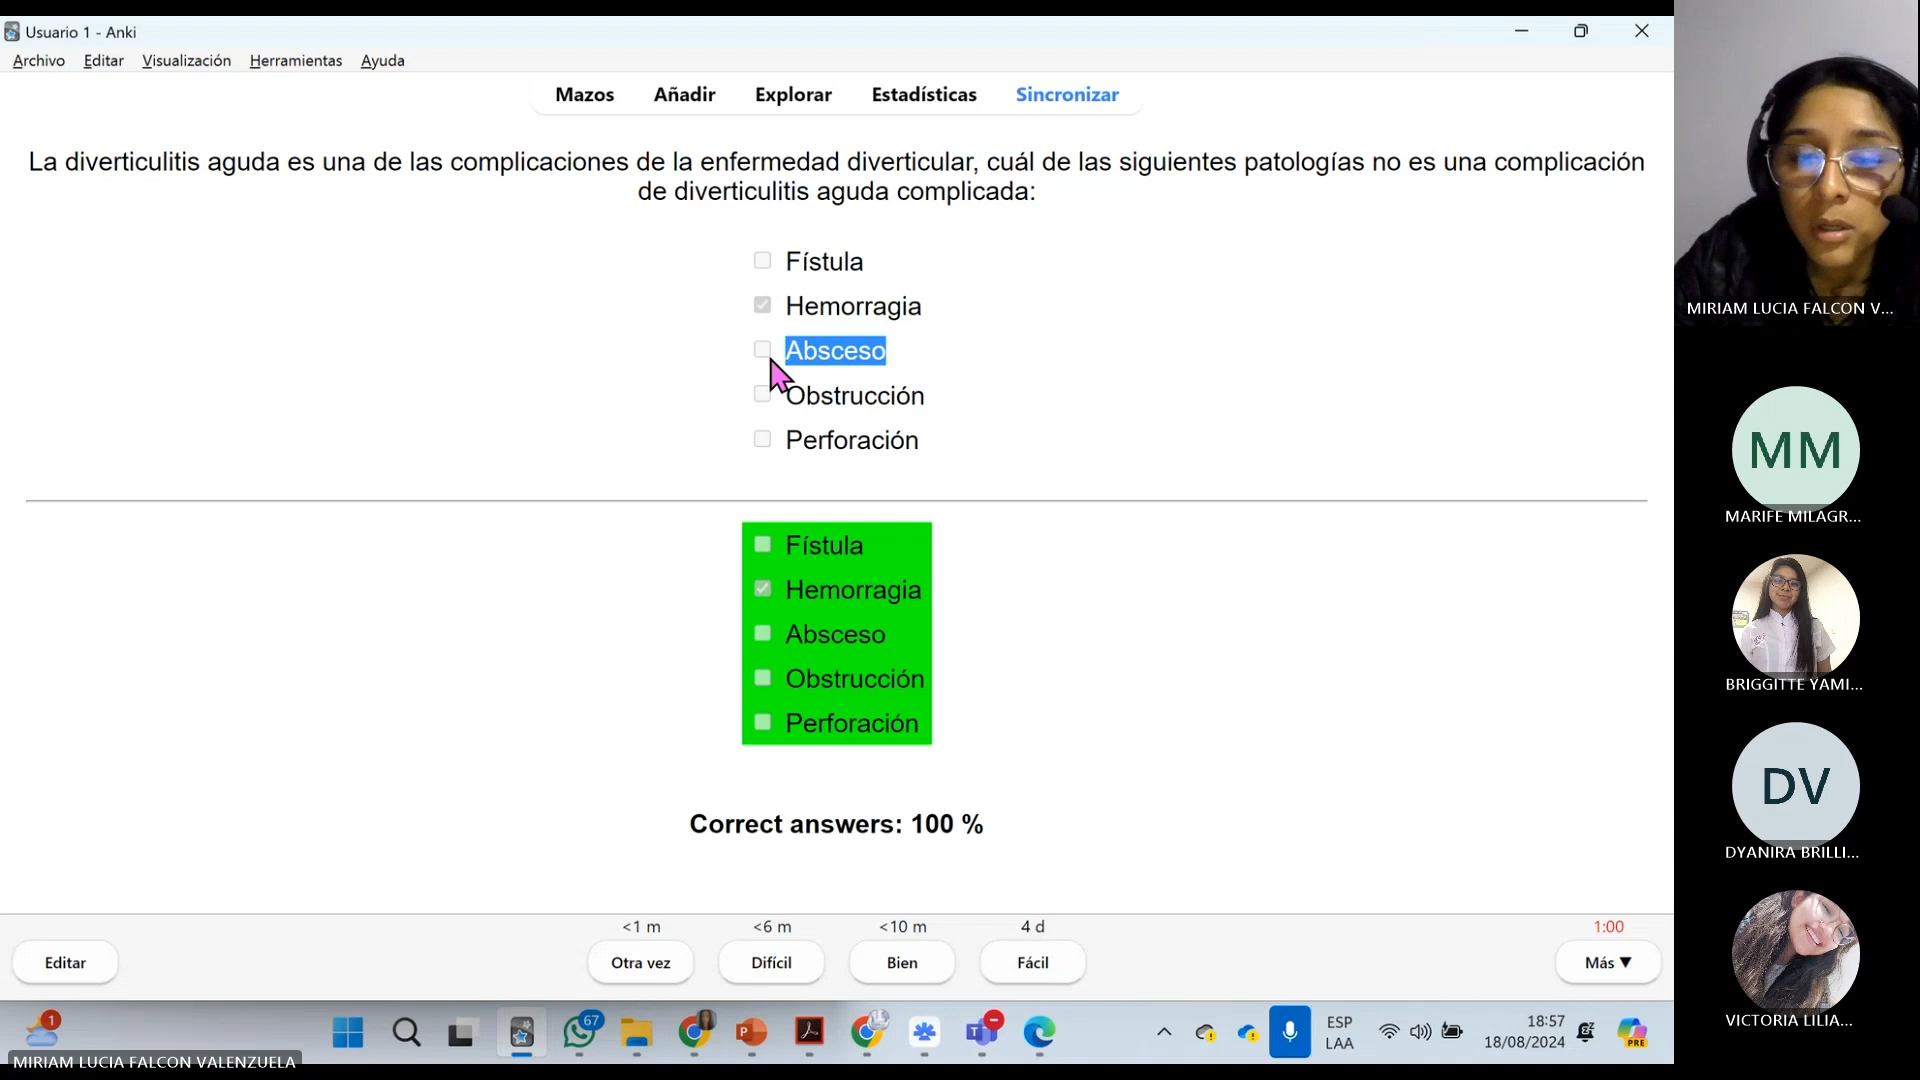 Usuario 1 - Anki
Archivo Editar Visualización Herramientas Ayuda
Mazos Añadir Explorar Estadísticas Sincronizar
La diverticulitis aguda es una de las complicaciones de la enfermedad diverticular, cuál de las siguientes patologías no es una complicación
de diverticulitis aguda complicada:
Fístula
Hemorragia
Absceso
Obstrucción
Perforación
Fístula
Hemorragia
Absceso
Obstrucción
Perforación
Correct answers: 100 %
<1 m <6 m <10 m 4 d 1:00
Editar Otra vez Difícil Bien Fácil Más ▼
1
67
ESP
LAA
18:57
18/08/2024
PRE
MIRIAM LUCIA FALCON VALENZUELA
MIRIAM LUCIA FALCON V...
MM
MARIFE MILAGR...
BRIGGITTE YAMI...
DV
DYANIRA BRILLI...
VICTORIA LILIA...